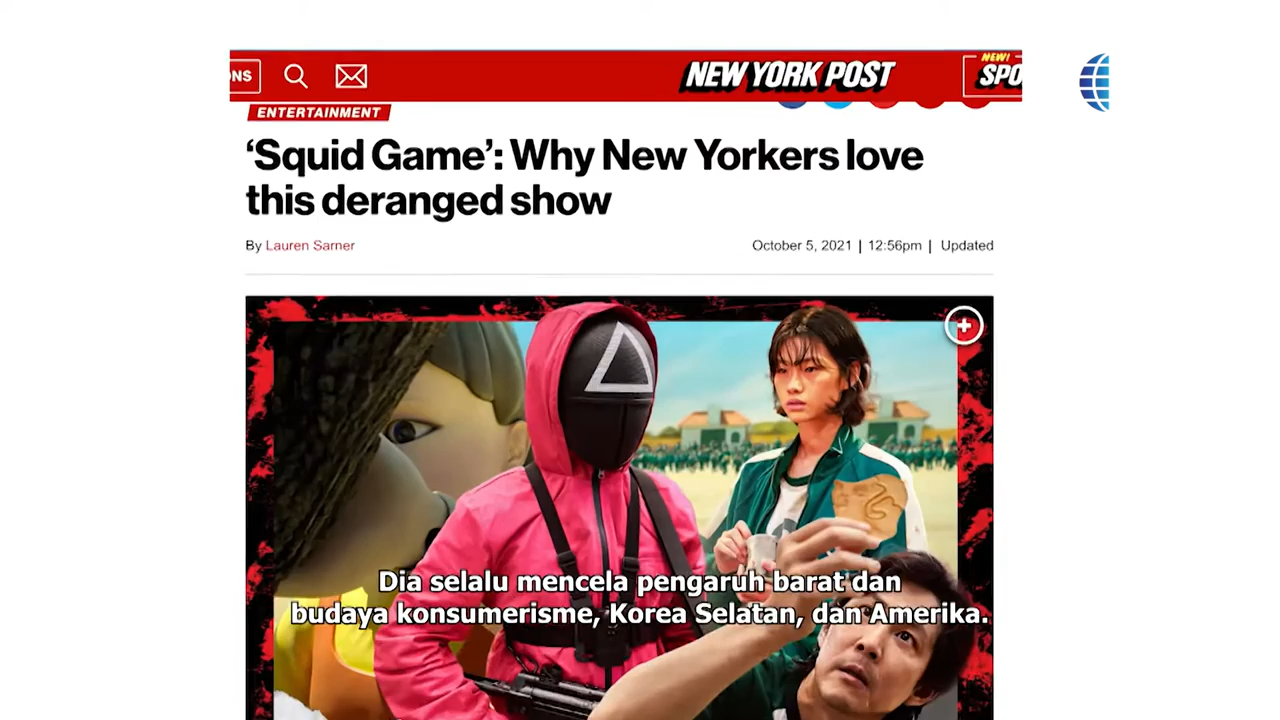 ONS
NEW YORK POST
NEW!
SPO
ENTERTAINMENT
‘Squid Game’: Why New Yorkers love
this deranged show
By Lauren Sarner
October 5, 2021 | 12:56pm | Updated
Dia selalu mencela pengaruh barat dan
budaya konsumerisme, Korea Selatan, dan Amerika.